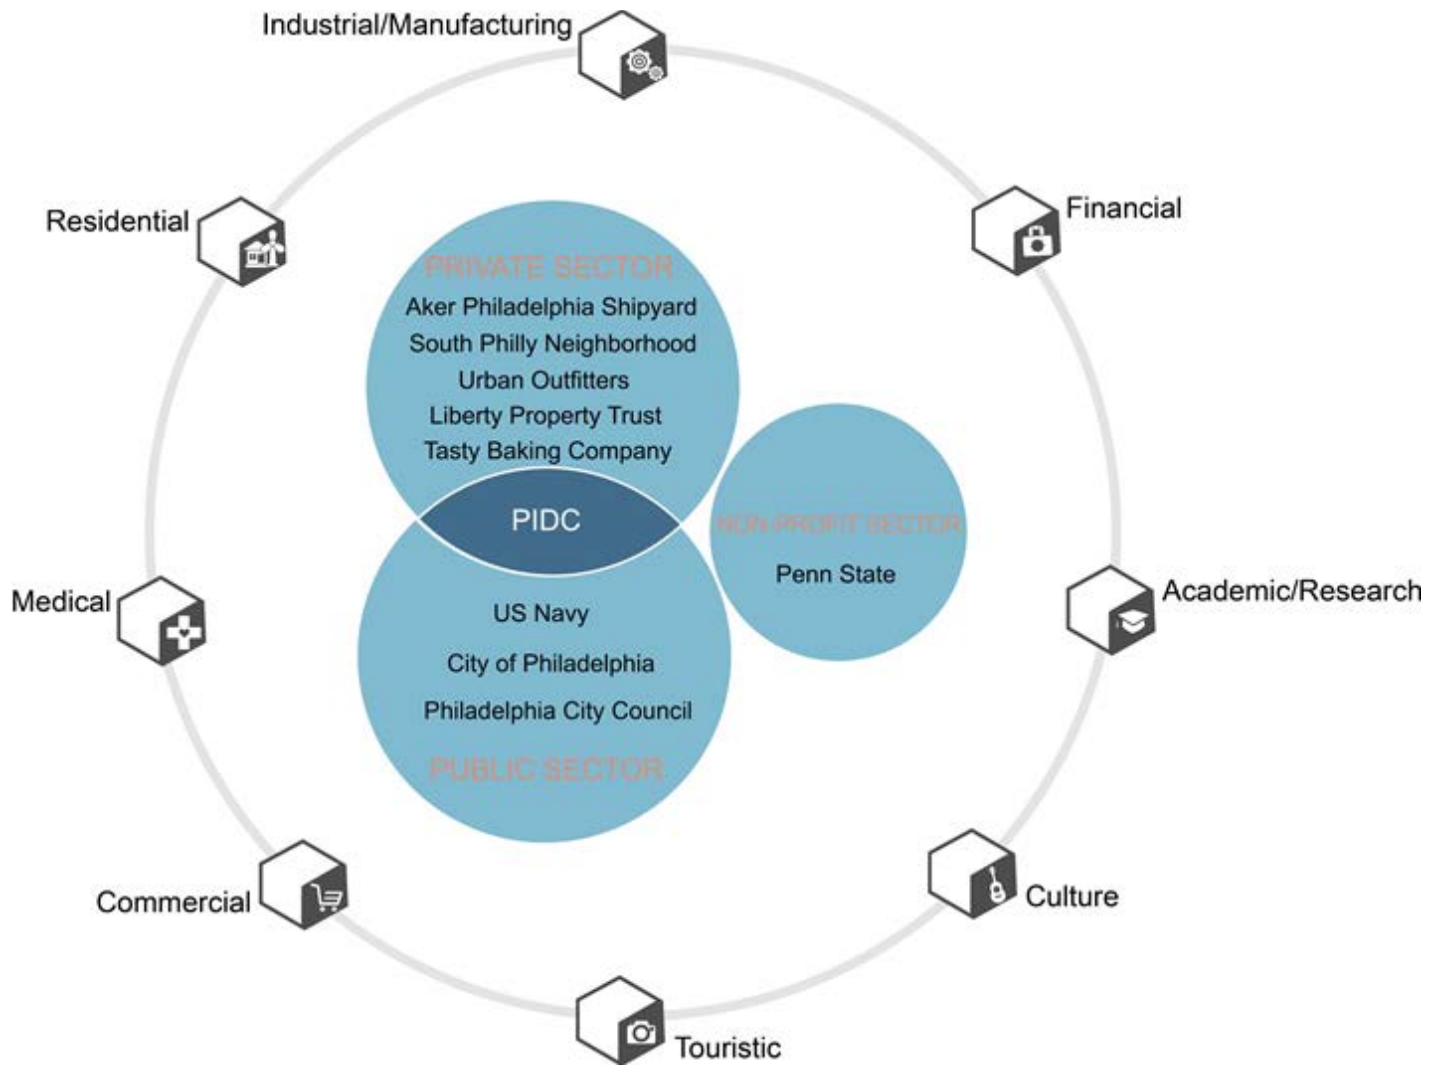 Industrial/Manufacturing
Residential
Financial
PRIVATE SECTOR
Aker Philadelphia Shipyard
South Philly Neighborhood
Urban Outfitters
Liberty Property Trust
Tasty Baking Company
PIDC
NON-PROFIT SECTOR
Penn State
US Navy
City of Philadelphia
Philadelphia City Council
PUBLIC SECTOR
Medical
Academic/Research
Commercial
Culture
Touristic